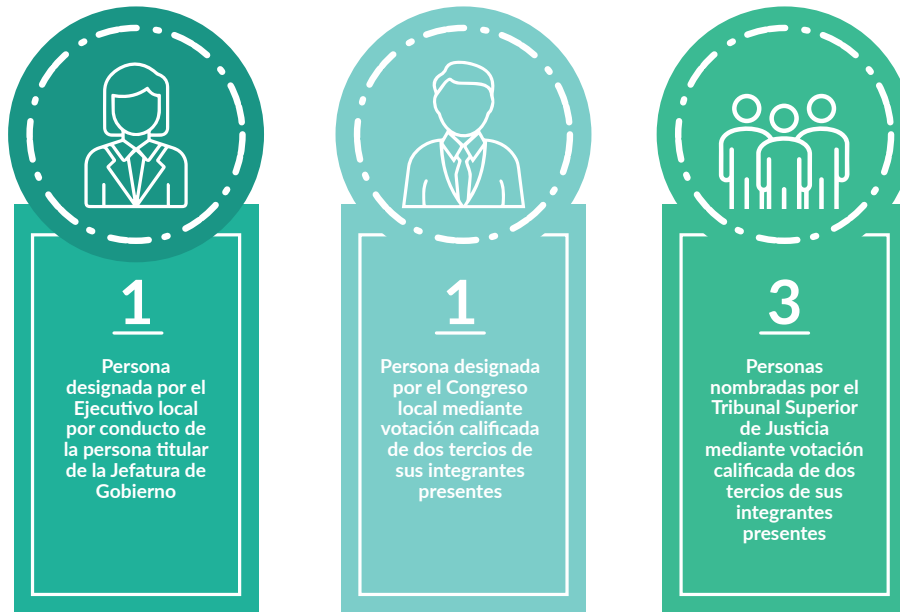 1
Persona
designada por el
Ejecutivo local
por conducto de
la persona titular
de la Jefatura de
Gobierno
1
Persona designada
por el Congreso
local mediante
votación calificada
de dos tercios de
sus integrantes
presentes
3
Personas
nombradas por el
Tribunal Superior
de Justicia
mediante votación
calificada de dos
tercios de sus
integrantes
presentes